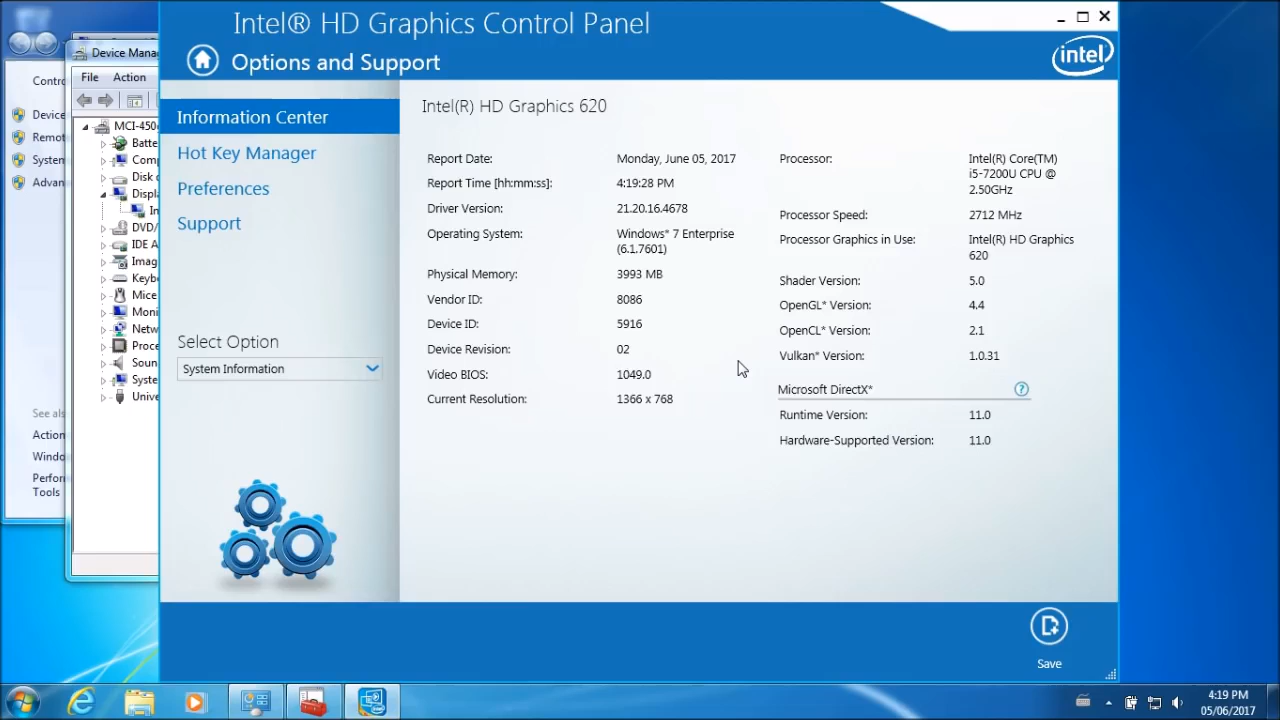 Intel® HD Graphics Control Panel
Options and Support
intel
Device Mana
File Action
Contro
Device
Remot
System
Advan
MCI-450
Batte
Comp
Disk d
Displa
In
DVD/
IDE A
Imag
Keybo
Mice
Moni
Netw
Proce
Soun
Syste
Unive
See als
Action
Windo
Perfor
Tools
Information Center
Hot Key Manager
Preferences
Support
Select Option
System Information
Intel(R) HD Graphics 620
Report Date: Monday, June 05, 2017
Report Time [hh:mm:ss]: 4:19:28 PM
Driver Version: 21.20.16.4678
Operating System: Windows* 7 Enterprise
(6.1.7601)
Physical Memory: 3993 MB
Vendor ID: 8086
Device ID: 5916
Device Revision: 02
Video BIOS: 1049.0
Current Resolution: 1366 x 768
Processor: Intel(R) Core(TM)
i5-7200U CPU @
2.50GHz
Processor Speed: 2712 MHz
Processor Graphics in Use: Intel(R) HD Graphics
620
Shader Version: 5.0
OpenGL* Version: 4.4
OpenCL* Version: 2.1
Vulkan* Version: 1.0.31
Microsoft DirectX*
?
Runtime Version: 11.0
Hardware-Supported Version: 11.0
Save
4:19 PM
05/06/2017